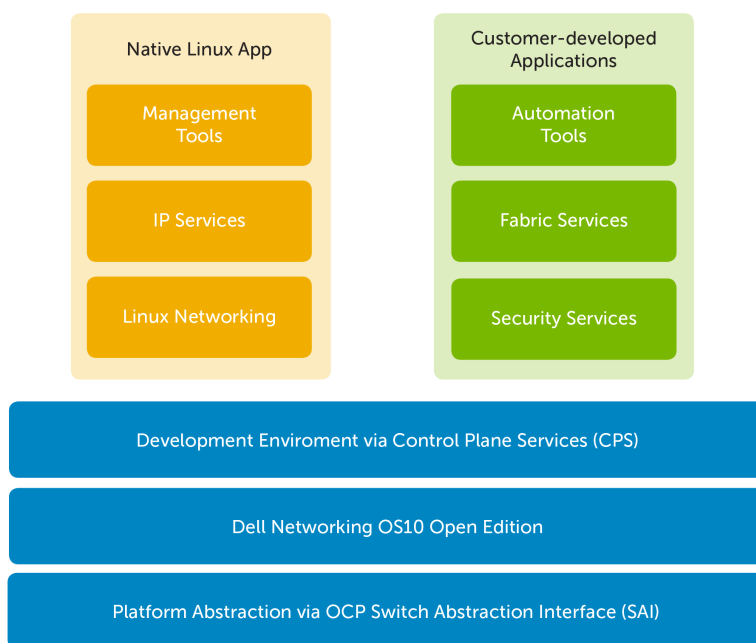 Native Linux App
Management
Tools
IP Services
Linux Networking
Customer-developed
Applications
Automation
Tools
Fabric Services
Security Services
Development Enviroment via Control Plane Services (CPS)
Dell Networking OS10 Open Edition
Platform Abstraction via OCP Switch Abstraction Interface (SAI)